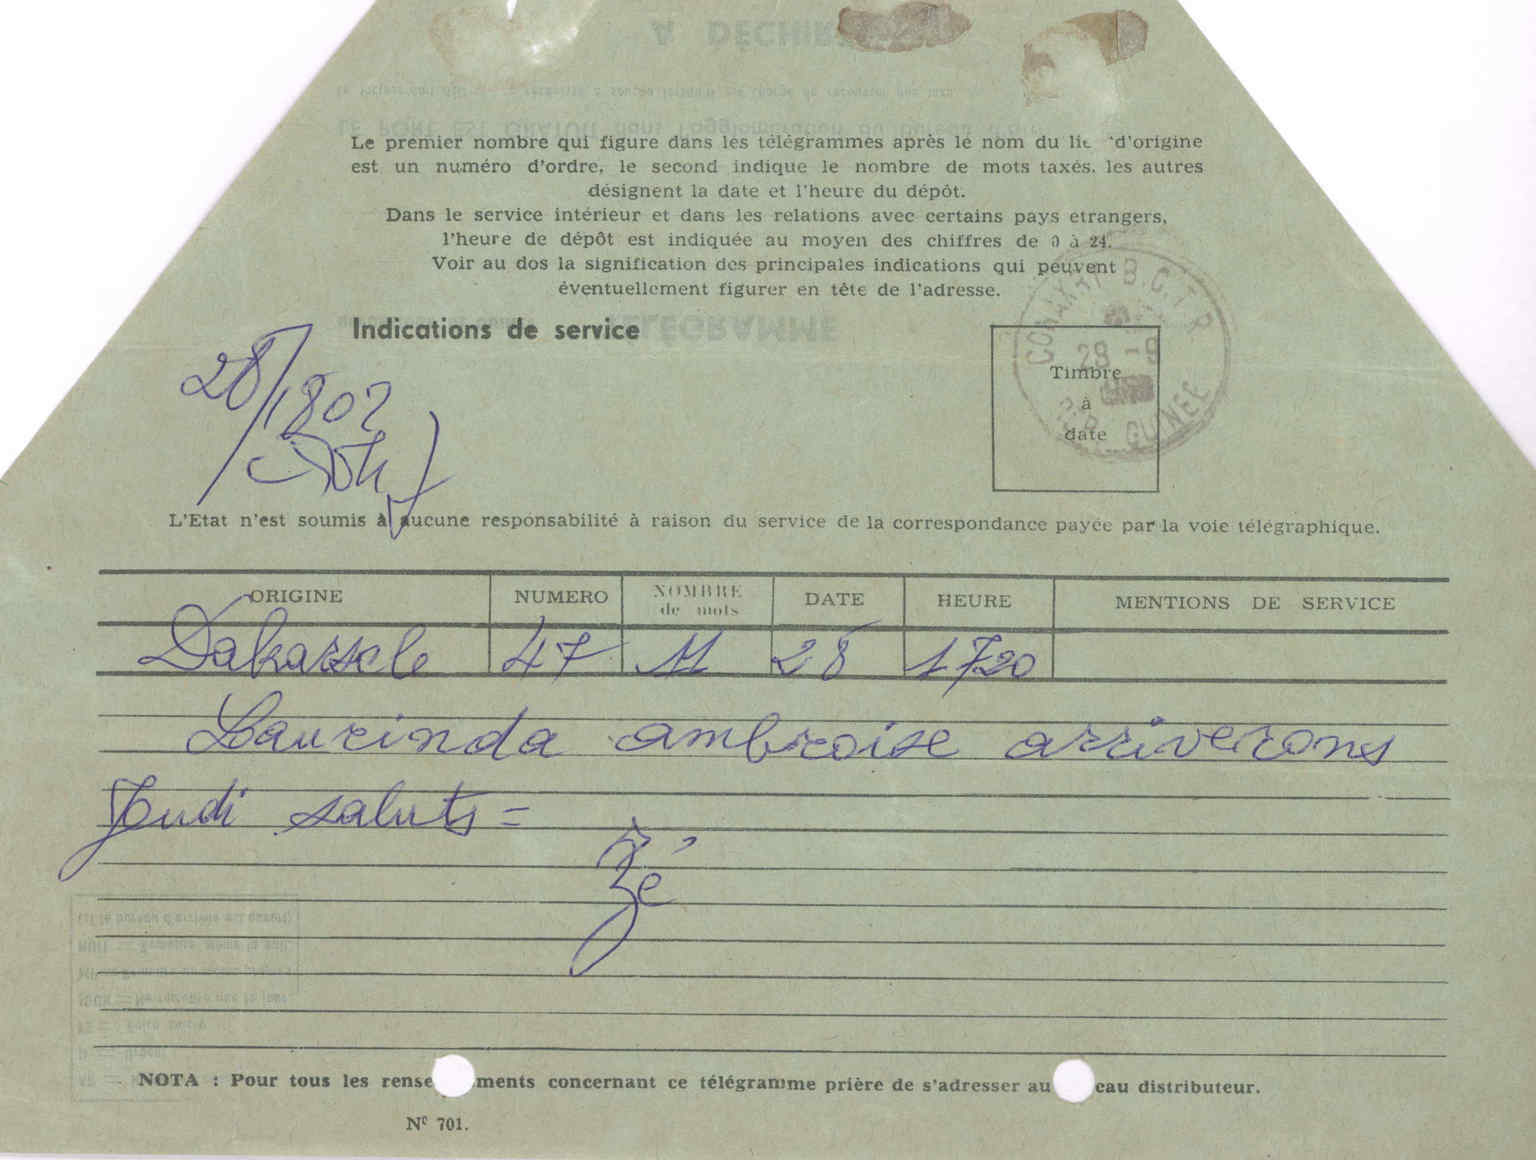 Le premier nombre qui figure dans les télégrammes après le nom du lie d'origine
est un numéro d'ordre, le second indique le nombre de mots taxés. les autres
désignent la date et l'heure du dépôt.
Dans le service intérieur et dans les relations avec certains pays etrangers,
l'heure de dépôt est indiquée au moyen des chiffres de 0 à 24.
Voir au dos la signification des principales indications qui peuvent
éventuellement figurer en tête de l'adresse.
Indications de service
28/1802
CONAKRY B.C.T.R
28 -9
REP. GUINEE
Timbre
à
date
L'Etat n'est soumis à aucune responsabilité à raison du service de la correspondance payée par la voie télégraphique.
ORIGINE NUMERO NOMBRE de mots DATE HEURE MENTIONS DE SERVICE
47 11 28 1720
Laurinda ambroise arriverons
Jeudi saluts =
Zé
NOTA : Pour tous les rense ments concernant ce télégramme prière de s'adresser au eau distributeur.
Nº 701.